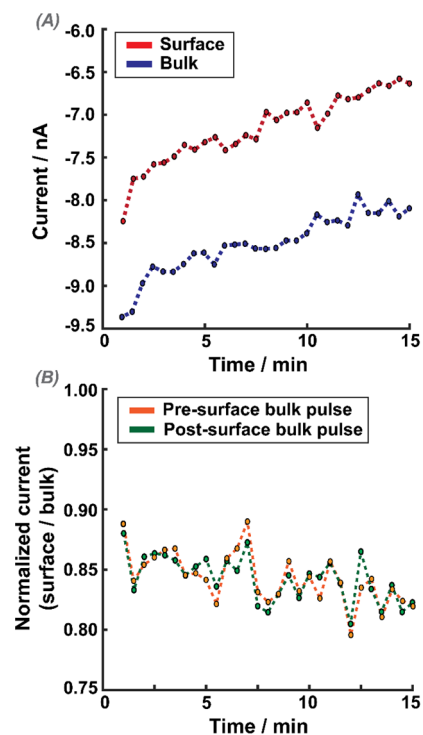 (A)
-6.0
-6.5
-7.0
-7.5
-8.0
-8.5
-9.0
-9.5
Current / nA
Surface
Bulk
0
5
10
15
Time / min
(B)
1.00
0.95
0.90
0.85
0.80
0.75
Normalized current
(surface / bulk)
Pre-surface bulk pulse
Post-surface bulk pulse
0
5
10
15
Time / min